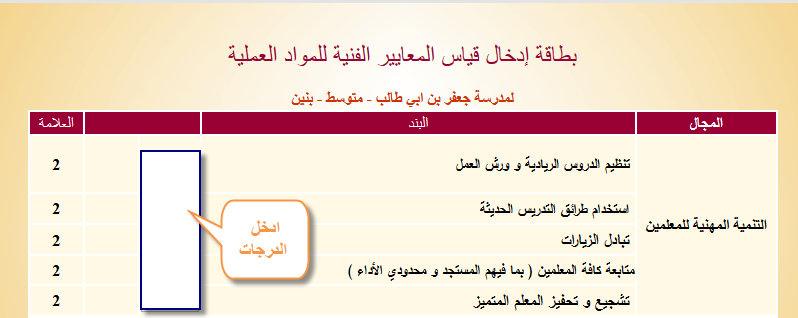 بطاقة إدخال قياس المعايير الفنية للمواد العملية
لمدرسة جعفر بن ابي طالب - متوسط - بنين
المجال البند العلامة
تنظيم الدروس الريادية و ورش العمل 2
استخدام طرائق التدريس الحديثة 2
التنمية المهنية للمعلمين
تبادل الزيارات 2
متابعة كافة المعلمين ( بما فيهم المستجد و محدودي الأداء ) 2
تشجيع و تحفيز المعلم المتميز 2
ادخل
الدرجات